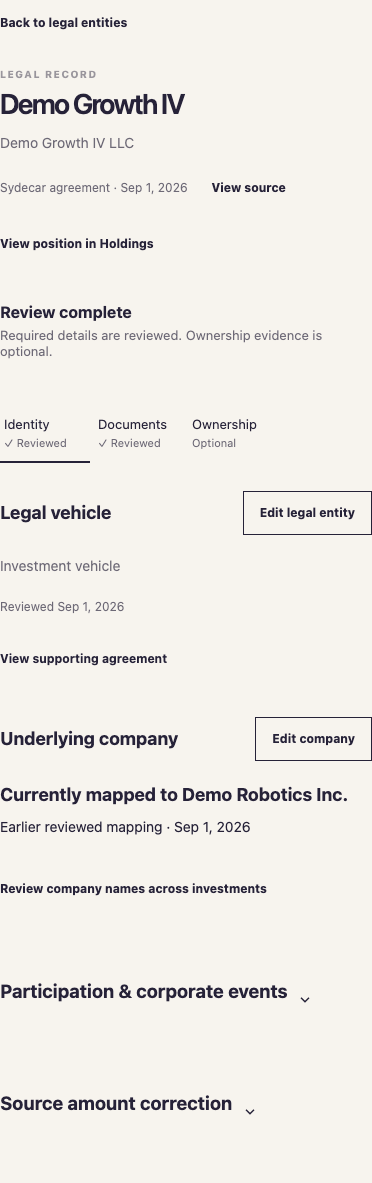 Back to legal entities
LEGAL RECORD
Demo Growth IV
Demo Growth IV LLC
Sydecar agreement · Sep 1, 2026 View source
View position in Holdings
Review complete
Required details are reviewed. Ownership evidence is
optional.
Identity Documents Ownership
✓ Reviewed ✓ Reviewed Optional
Legal vehicle Edit legal entity
Investment vehicle
Reviewed Sep 1, 2026
View supporting agreement
Underlying company Edit company
Currently mapped to Demo Robotics Inc.
Earlier reviewed mapping · Sep 1, 2026
Review company names across investments
Participation & corporate events
Source amount correction